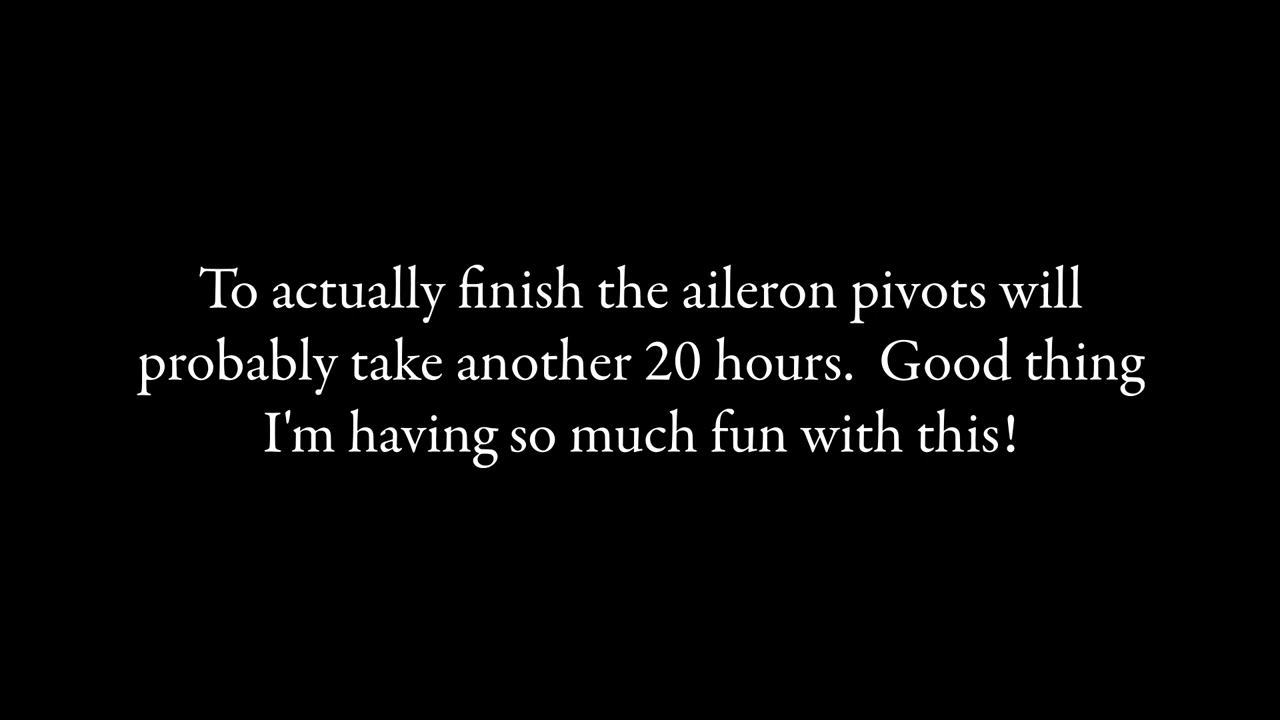 To actually finish the aileron pivots will
probably take another 20 hours.  Good thing
I'm having so much fun with this!